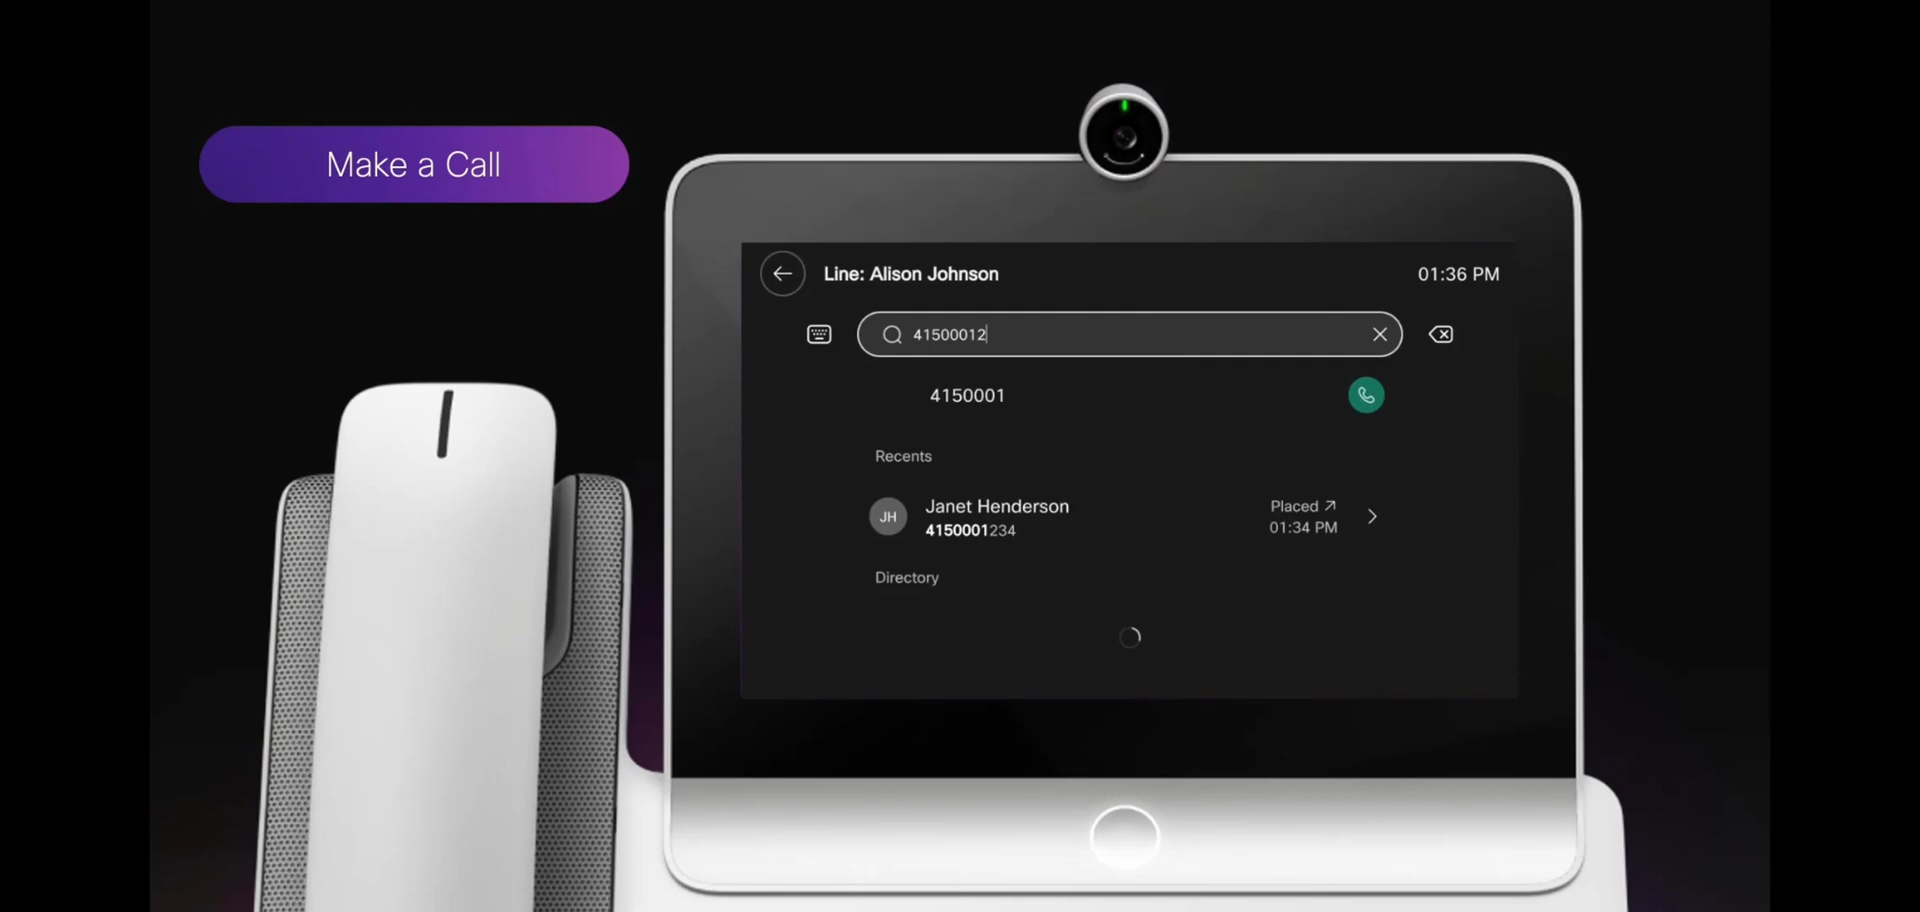 Make a Call
Line: Alison Johnson
01:36 PM
41500012
4150001
Recents
JH
Janet Henderson
4150001234
Placed
01:34 PM
Directory